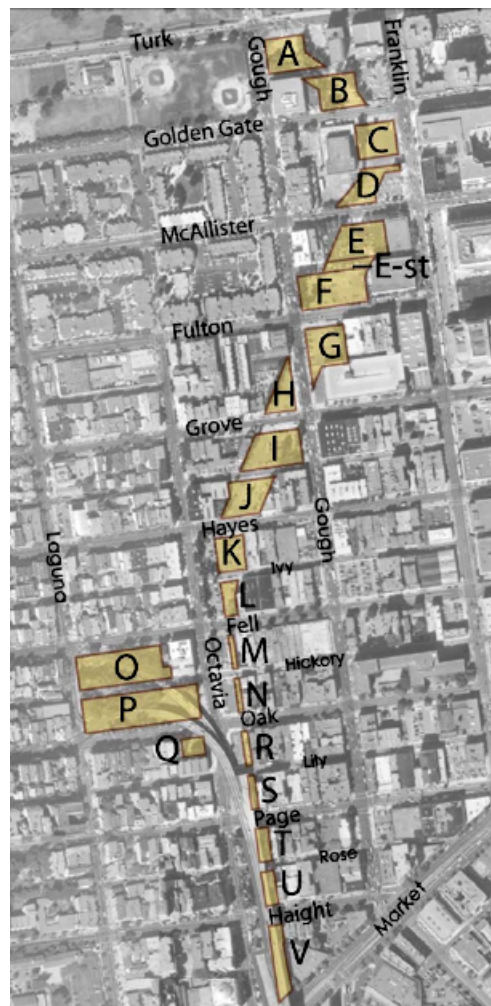 Turk
Gough
Franklin
A
B
Golden Gate
C
D
McAllister
E
E-st
F
Fulton
G
H
Grove
I
J
Gough
Hayes
K
Ivy
Laguna
L
Fell
Octavia
M
Hickory
O
N
P
Oak
Q
R
Lily
S
Page
T
Rose
U
Haight
Market
V